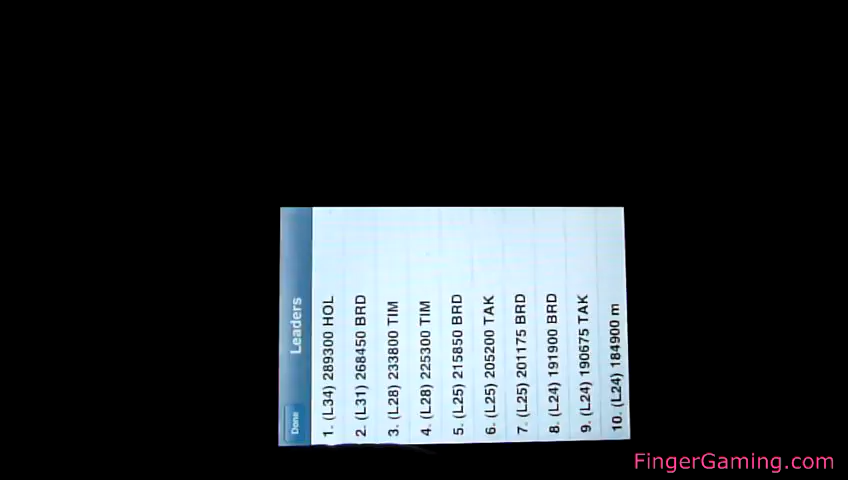 Done
Leaders
1. (L34) 289300 HOL
2. (L31) 268450 BRD
3. (L28) 233800 TIM
4. (L28) 225300 TIM
5. (L25) 215850 BRD
6. (L25) 205200 TAK
7. (L25) 201175 BRD
8. (L24) 191900 BRD
9. (L24) 190675 TAK
10. (L24) 184900 m
FingerGaming.com